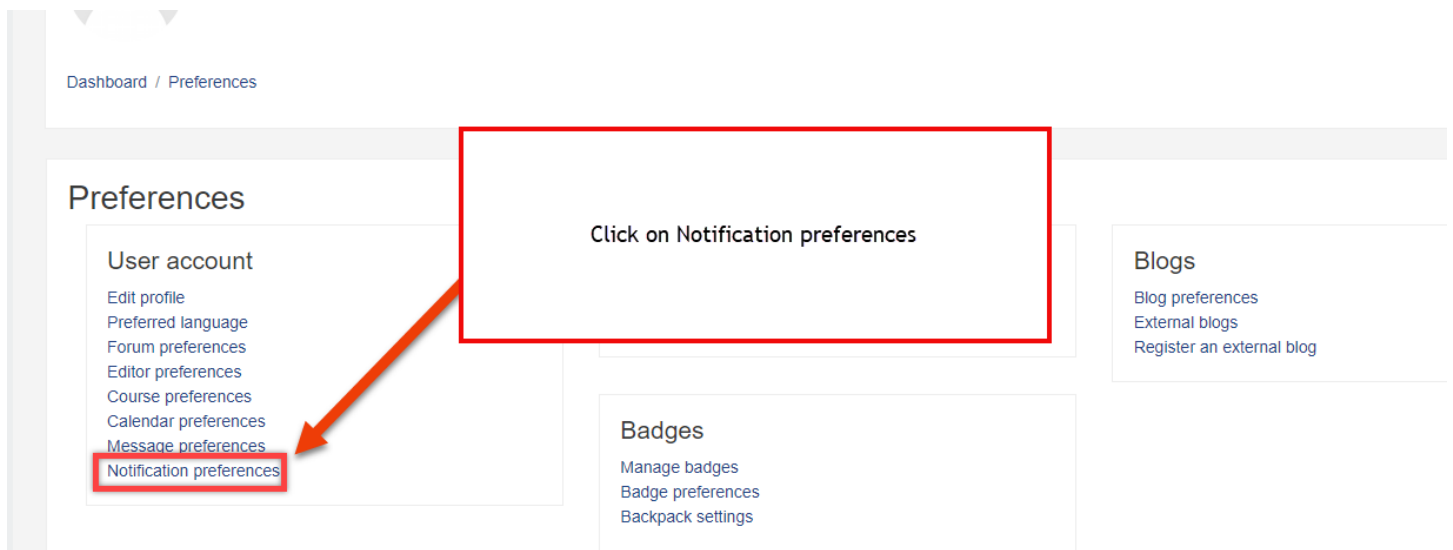 Dashboard / Preferences
Click on Notification preferences
Preferences
User account
Edit profile
Preferred language
Forum preferences
Editor preferences
Course preferences
Calendar preferences
Message preferences
Notification preferences
Badges
Manage badges
Badge preferences
Backpack settings
Blogs
Blog preferences
External blogs
Register an external blog